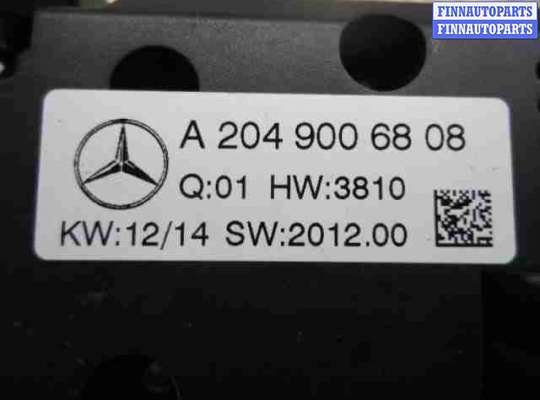 FINNAUTOPARTS
FINNAUTOPARTS
A 204 900 68 08
Q:01 HW:3810
KW:12/14 SW:2012.00